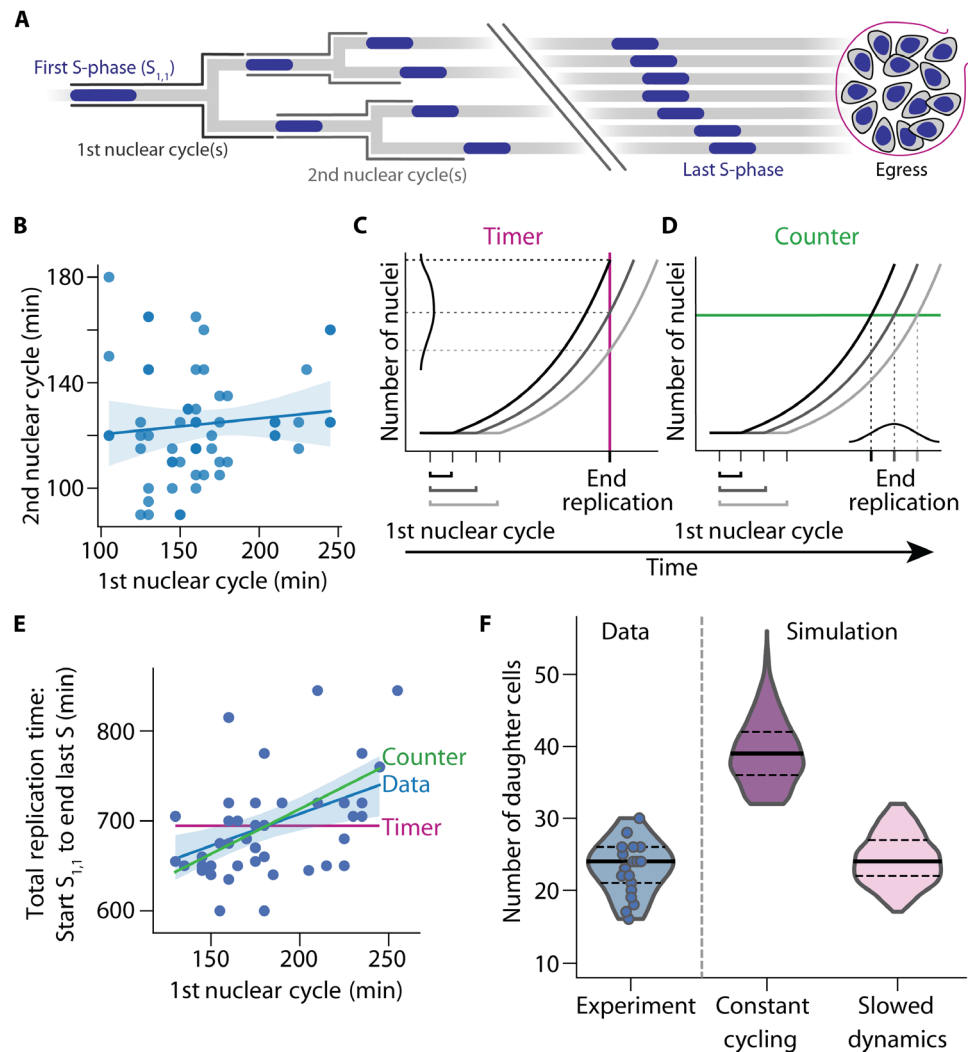 A
First S-phase (S1,1)
1st nuclear cycle(s)
2nd nuclear cycle(s)
Last S-phase
Egress
B
2nd nuclear cycle (min)
180
140
100
100
150
200
250
1st nuclear cycle (min)
C
Timer
Number of nuclei
End
replication
1st nuclear cycle
D
Counter
Number of nuclei
End
replication
1st nuclear cycle
Time
E
Total replication time:
Start S1,1 to end last S (min)
800
700
600
Counter
Data
Timer
150
200
250
1st nuclear cycle (min)
F
Data
Simulation
Number of daughter cells
50
40
30
20
10
Experiment
Constant
cycling
Slowed
dynamics